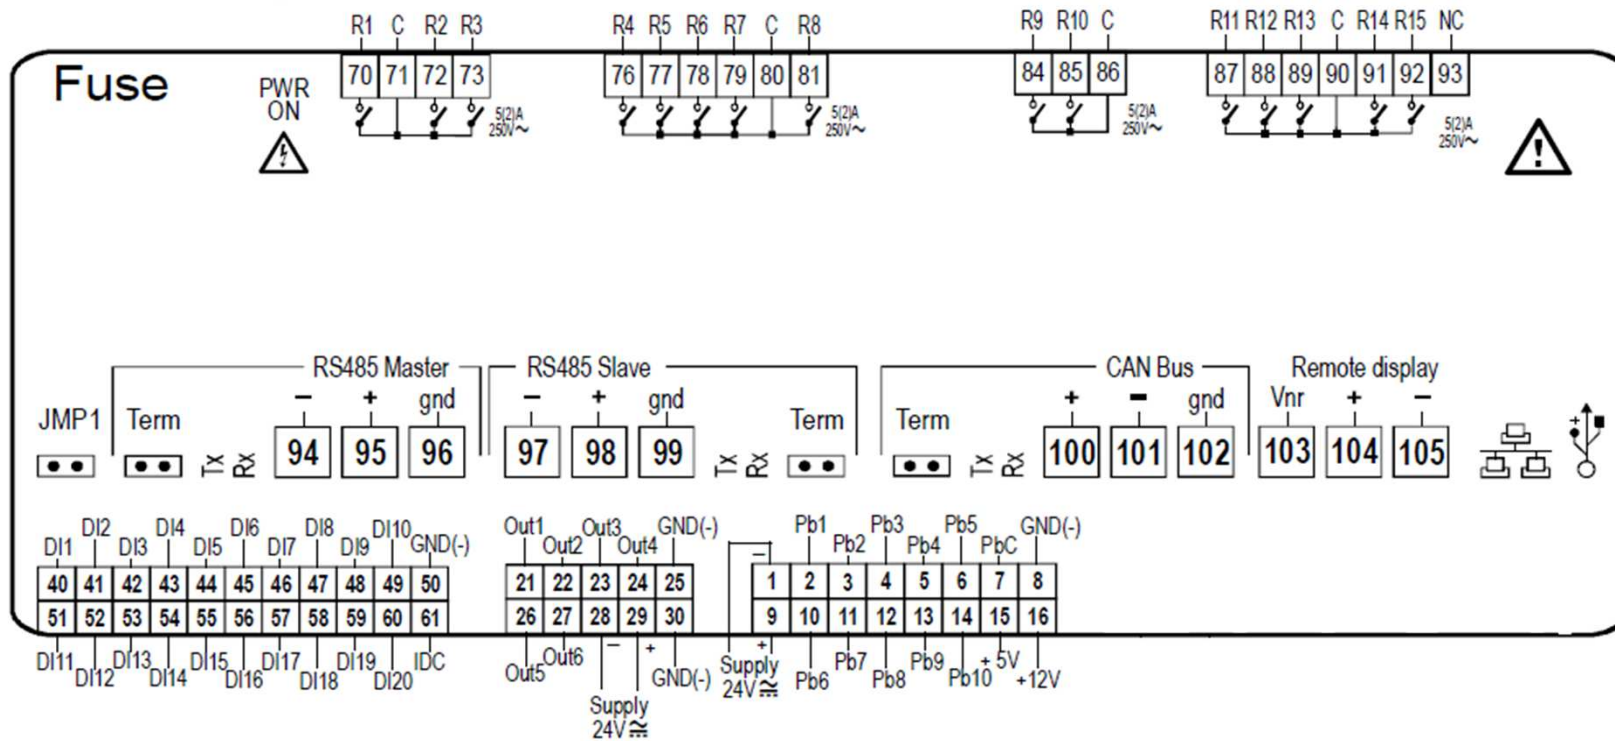 R1 C R2 R3 R4 R5 R6 R7 C R8 R9 R10 C R11 R12 R13 C R14 R15 NC
70 71 72 73 76 77 78 79 80 81 84 85 86 87 88 89 90 91 92 93
Fuse
PWR
ON
5(2)A
250V~
5(2)A
250V~
5(2)A
250V~
5(2)A
250V~
RS485 Master RS485 Slave CAN Bus Remote display
JMP1 Term − + gnd − + gnd Term Term + − gnd Vnr + −
Tx Rx 94 95 96 97 98 99 Tx Rx Tx Rx 100 101 102 103 104 105
DI1 DI2 DI3 DI4 DI5 DI6 DI7 DI8 DI9 DI10 GND(-)
40 41 42 43 44 45 46 47 48 49 50
51 52 53 54 55 56 57 58 59 60 61
DI11 DI12 DI13 DI14 DI15 DI16 DI17 DI18 DI19 DI20 IDC
Out1 Out2 Out3 Out4 GND(-)
21 22 23 24 25
26 27 28 29 30
Out5 Out6 − + GND(-)
Supply
24V≂
− Pb1 Pb2 Pb3 Pb4 Pb5 PbC GND(-)
1 2 3 4 5 6 7 8
9 10 11 12 13 14 15 16
+ Pb6 Pb7 Pb8 Pb9 Pb10 + 5V +12V
Supply
24V≂